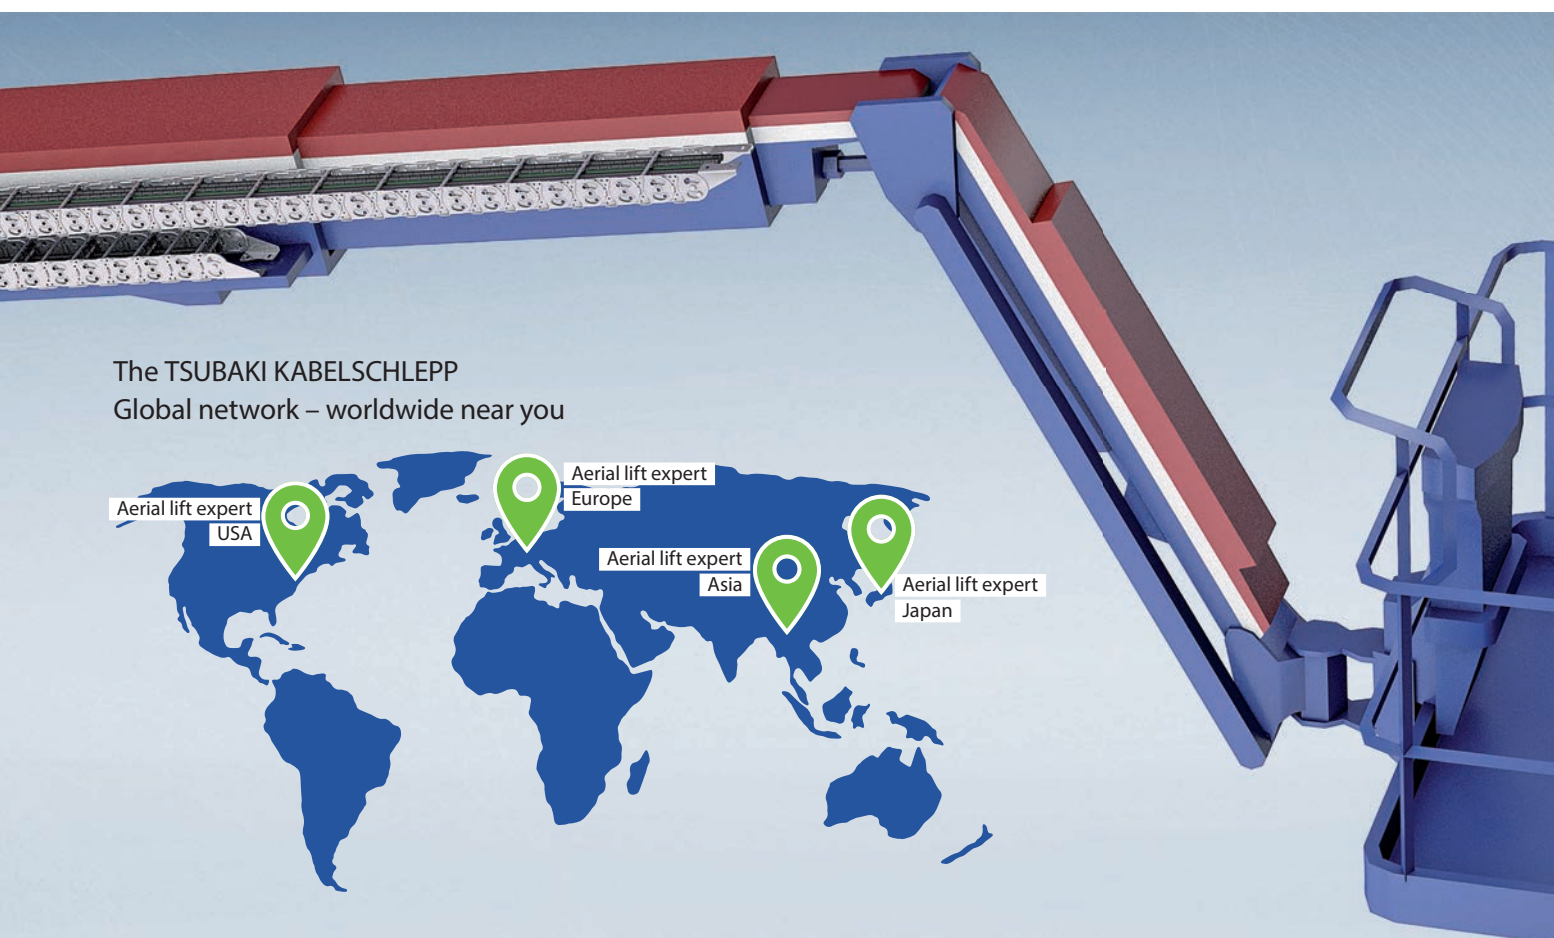 The TSUBAKI KABELSCHLEPP
Global network – worldwide near you
Aerial lift expert
USA
Aerial lift expert
Europe
Aerial lift expert
Asia
Aerial lift expert
Japan